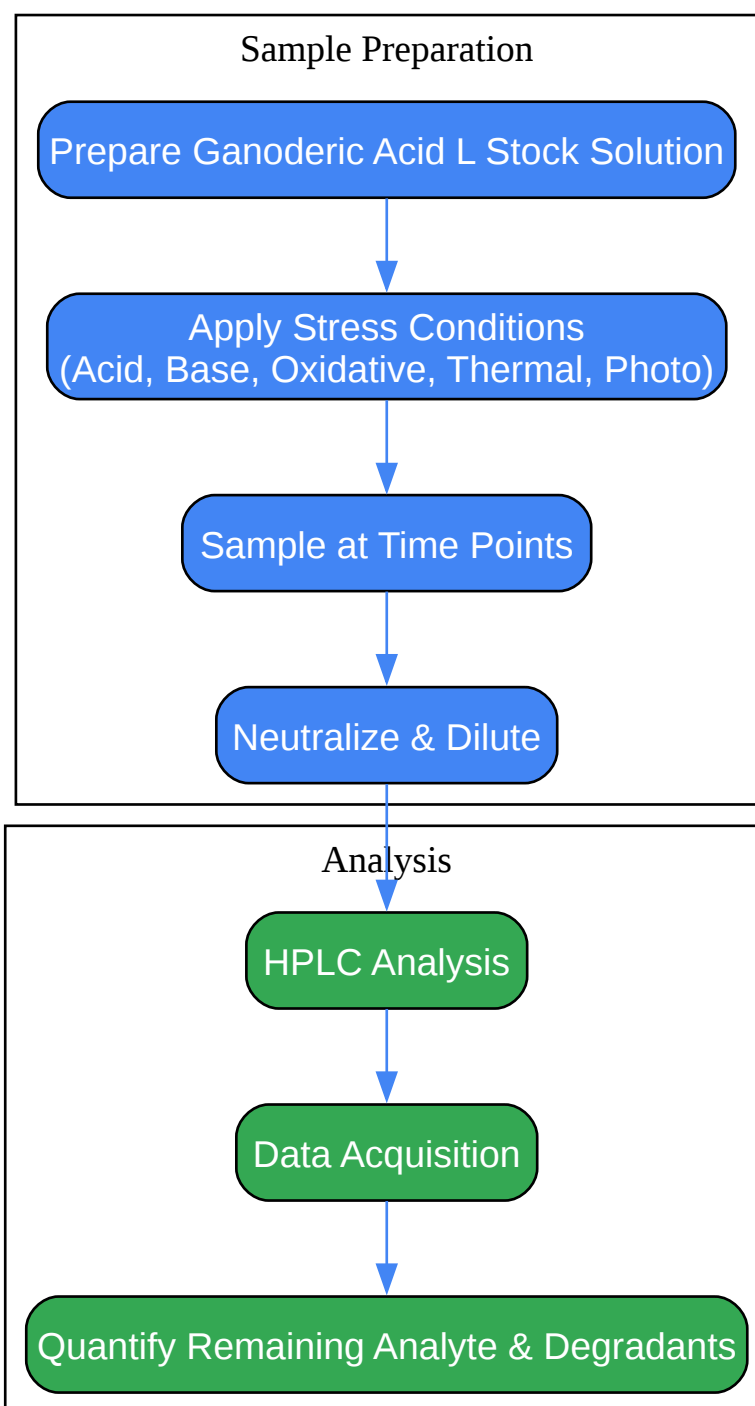 Sample Preparation
Prepare Ganoderic Acid L Stock Solution
Apply Stress Conditions
(Acid, Base, Oxidative, Thermal, Photo)
Sample at Time Points
Neutralize & Dilute
Analysis
HPLC Analysis
Data Acquisition
Quantify Remaining Analyte & Degradants